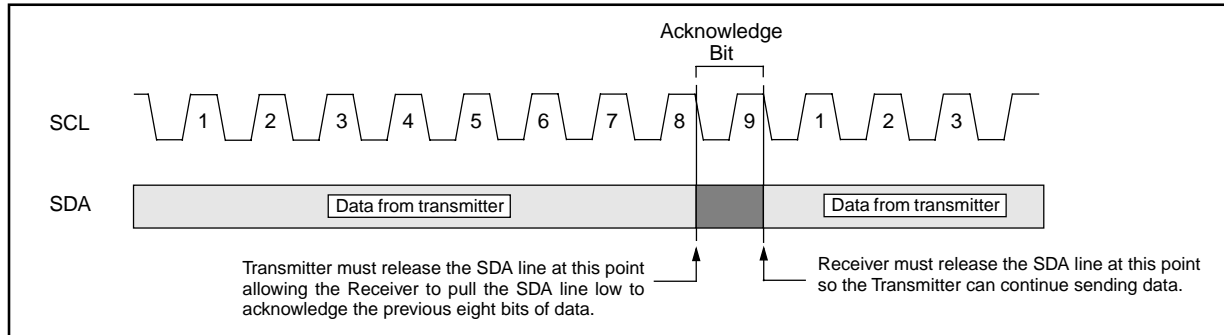 Acknowledge
Bit
SCL
1 2 3 4 5 6 7 8 9 1 2 3
SDA
Data from transmitter Data from transmitter
Transmitter must release the SDA line at this point
allowing the Receiver to pull the SDA line low to
acknowledge the previous eight bits of data.
Receiver must release the SDA line at this point
so the Transmitter can continue sending data.